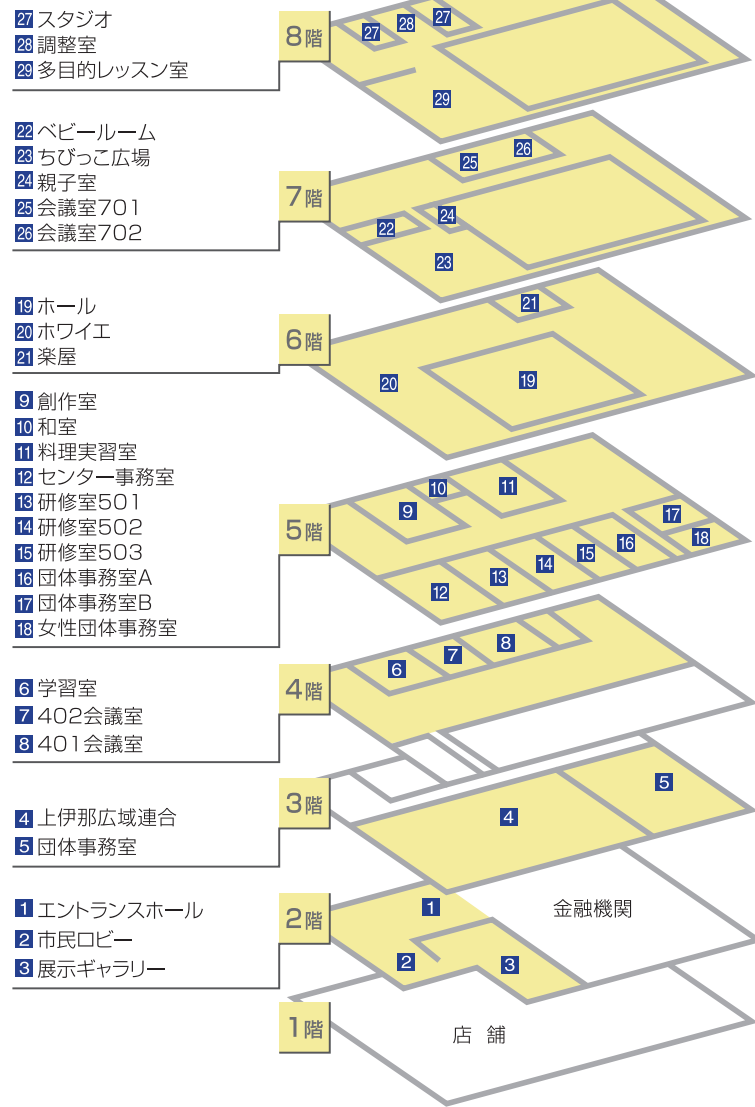 27 スタジオ
28 調整室
29 多目的レッスン室
8階
27
28
27
29
22 ベビールーム
23 ちびっこ広場
24 親子室
25 会議室701
26 会議室702
7階
25
26
22
24
23
19 ホール
20 ホワイエ
21 楽屋
6階
21
20
19
9 創作室
10 和室
11 料理実習室
12 センター事務室
13 研修室501
14 研修室502
15 研修室503
16 団体事務室A
17 団体事務室B
18 女性団体事務室
5階
9
10
11
12
13
14
15
16
17
18
6 学習室
7 402会議室
8 401会議室
4階
6
7
8
4 上伊那広域連合
5 団体事務室
3階
4
5
1 エントランスホール
2 市民ロビー
3 展示ギャラリー
2階
1
2
3
金融機関
1階
店 舗